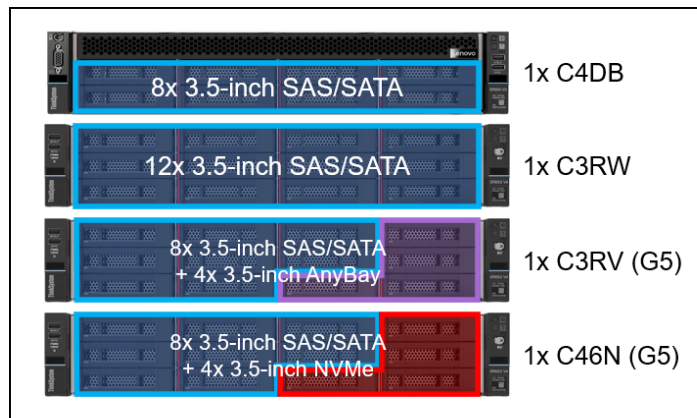 Lenovo
8x 3.5-inch SAS/SATA
1x C4DB
12x 3.5-inch SAS/SATA
1x C3RW
8x 3.5-inch SAS/SATA
+ 4x 3.5-inch AnyBay
1x C3RV (G5)
8x 3.5-inch SAS/SATA
+ 4x 3.5-inch NVMe
1x C46N (G5)